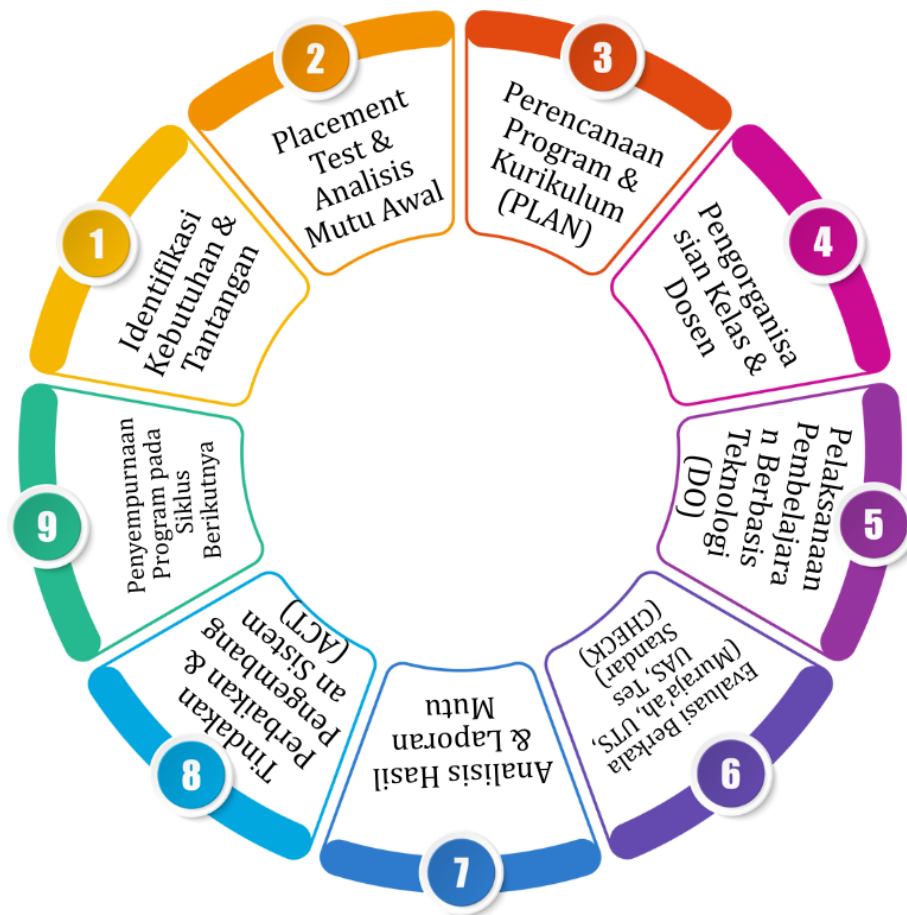 1
Identifikasi
Kebutuhan &
Tantangan
2
Placement
Test &
Analisis
Mutu Awal
3
Perencanaan
Program &
Kurikulum
(PLAN)
4
Pengorganisa
sian Kelas &
Dosen
5
Pelaksanaan
Pembelajara
n Berbasis
Teknologi
(DO)
6
Evaluasi Berkala
(Muraja'ah, UTS,
UAS, Tes
Standar)
(CHECK)
7
Analisis Hasil
& Laporan
Mutu
8
Tindakan
Perbaikan &
Pengembang
an Sistem
(ACT)
9
Penyempurnaan
Program pada
Siklus
Berikutnya